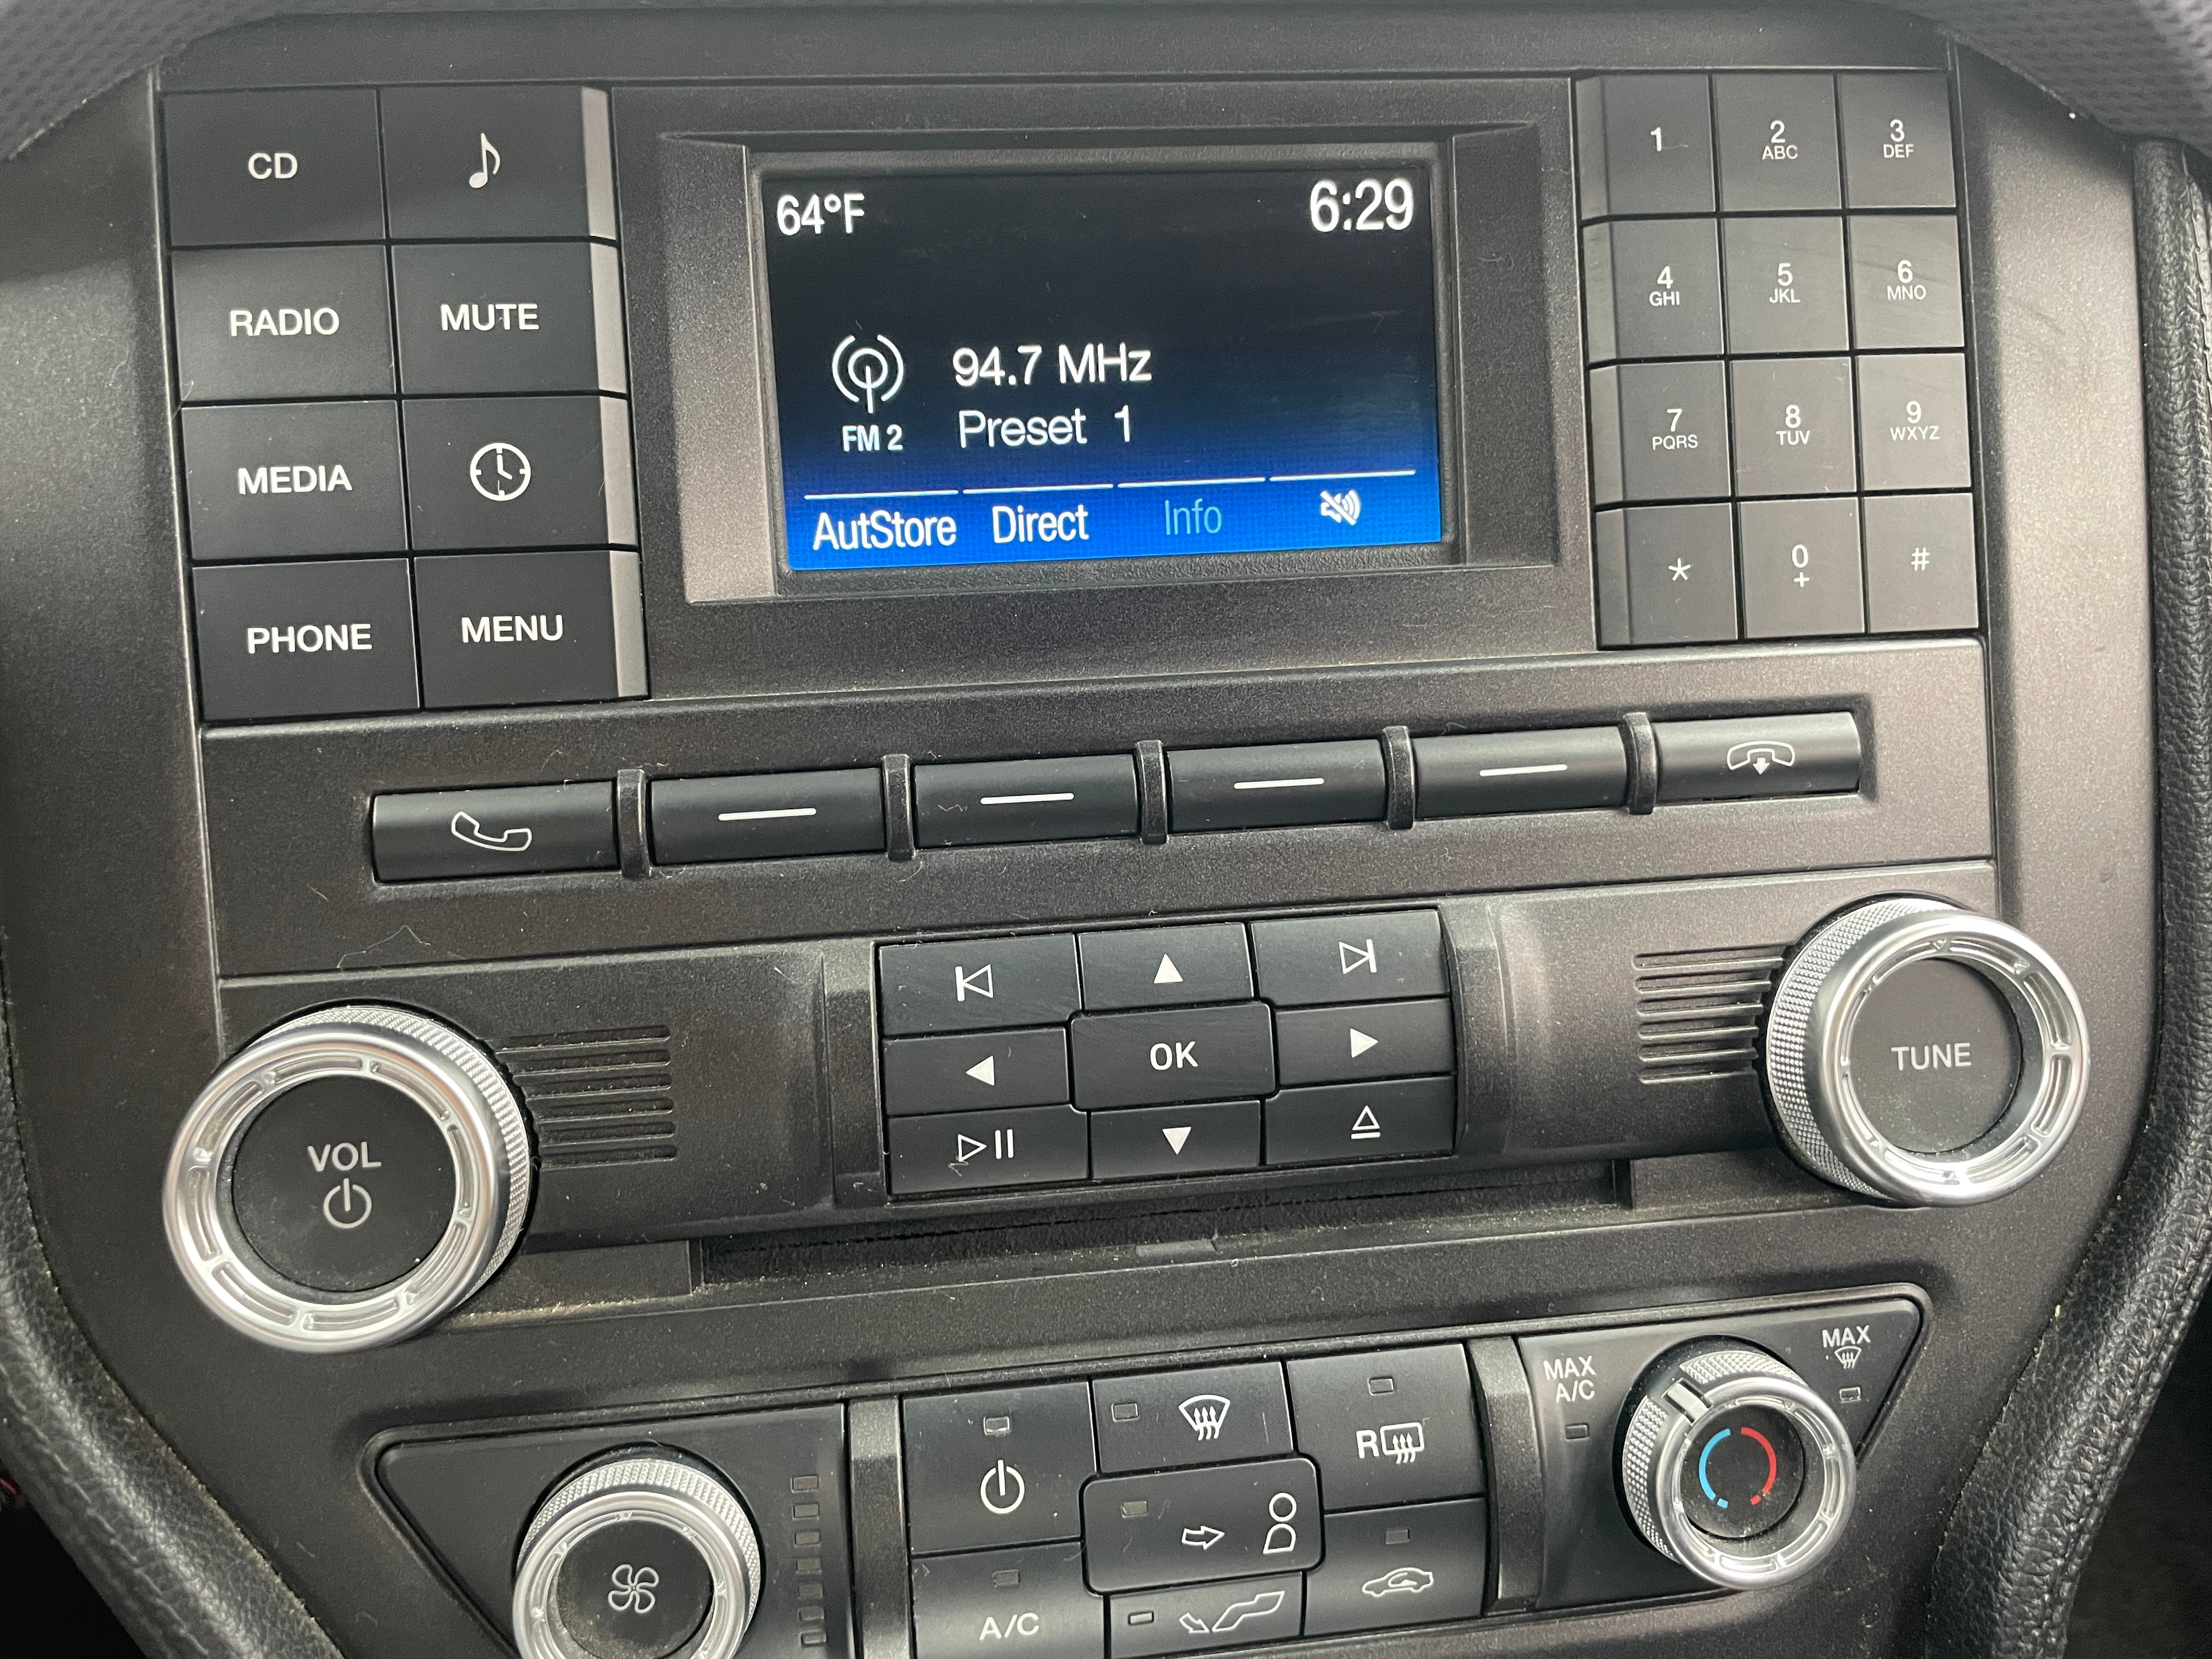 CD
RADIO
MUTE
MEDIA
PHONE
MENU
64°F
6:29
94.7 MHz
FM 2
Preset 1
AutStore
Direct
Info
1
2
ABC
3
DEF
4
GHI
5
JKL
6
MNO
7
PQRS
8
TUV
9
WXYZ
*
0
+
#
OK
VOL
TUNE
R
A/C
MAX
A/C
MAX